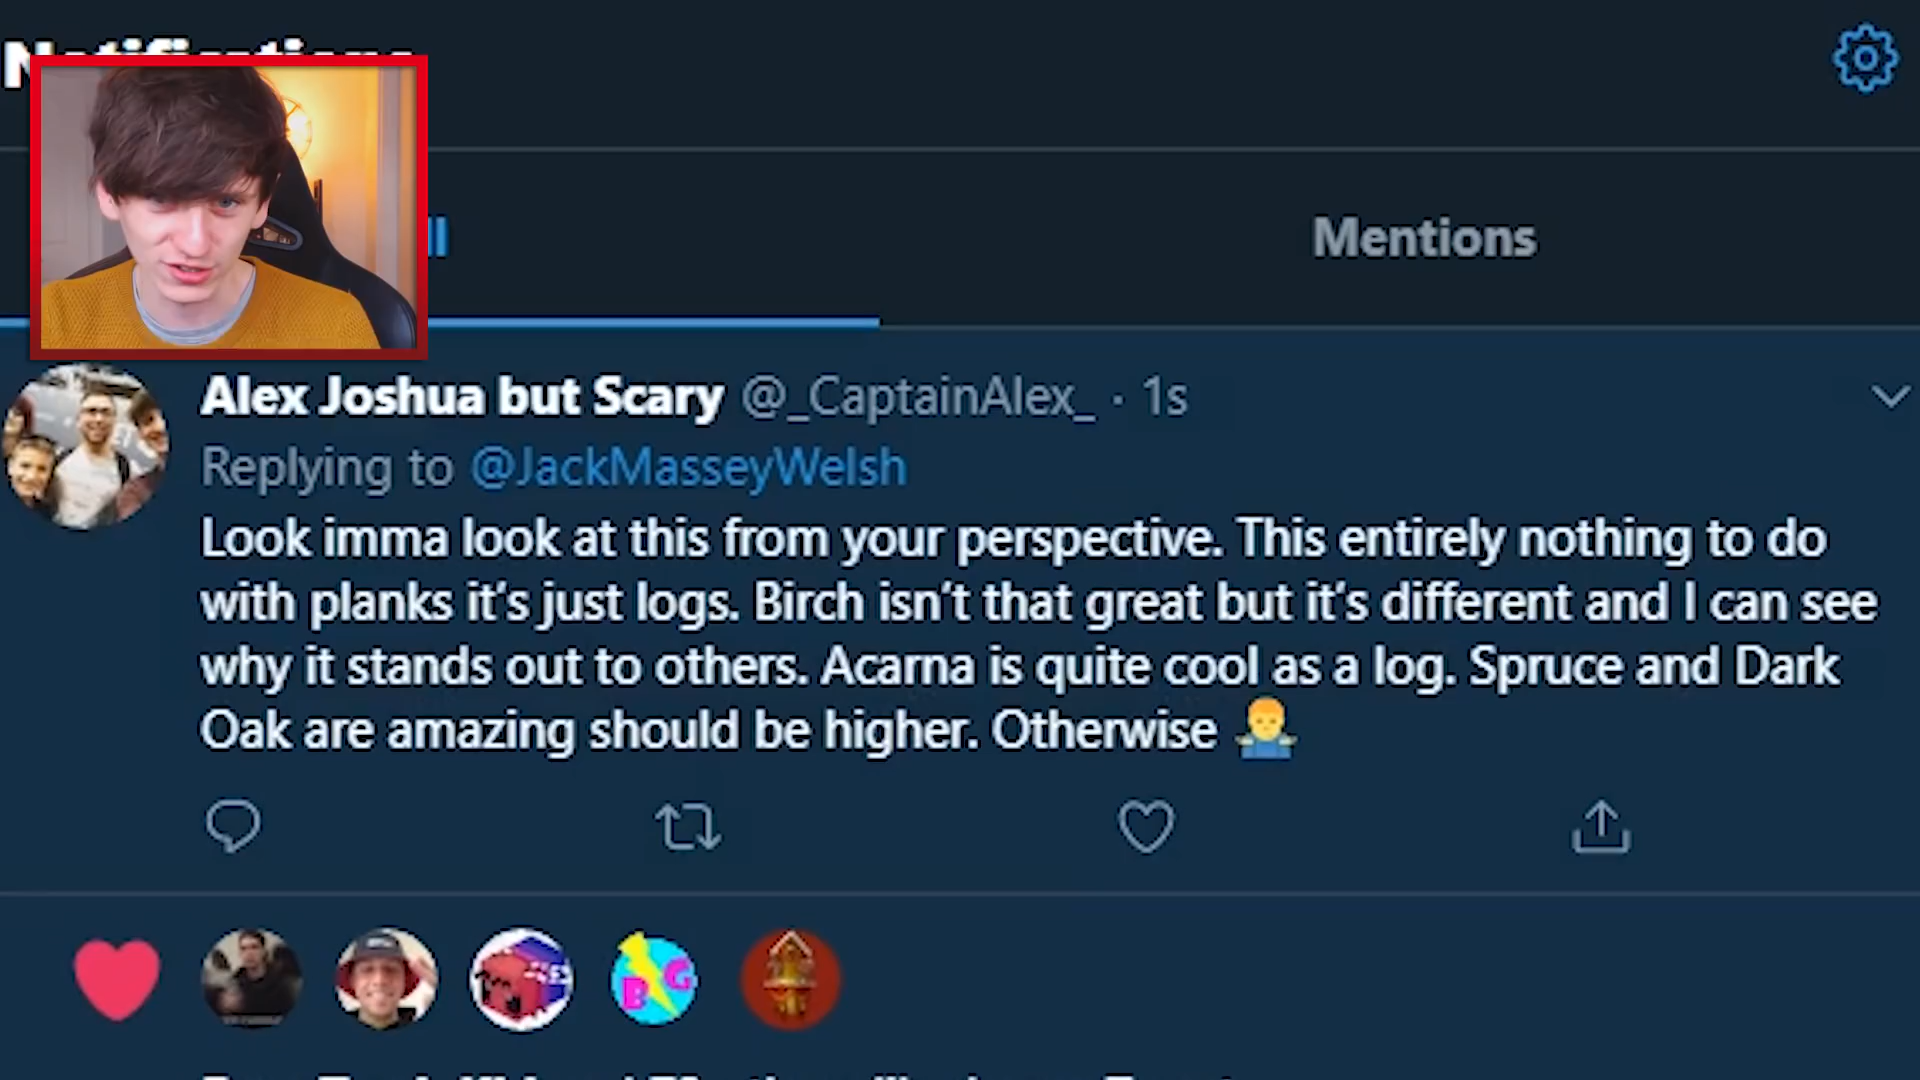 Notifications
Mentions
Alex Joshua but Scary @_CaptainAlex_ · 1s
Replying to @JackMasseyWelsh
Look imma look at this from your perspective. This entirely nothing to do
with planks it's just logs. Birch isn't that great but it's different and I can see
why it stands out to others. Acarna is quite cool as a log. Spruce and Dark
Oak are amazing should be higher. Otherwise 🤷‍♂️
B G